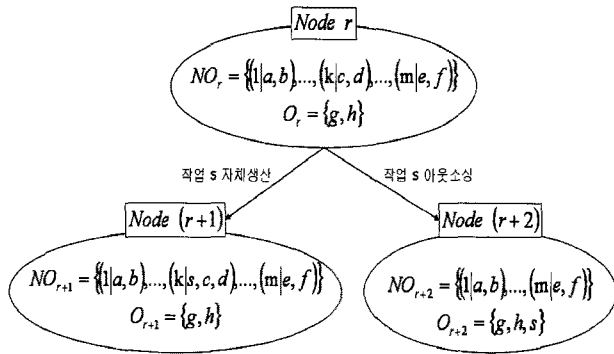 Node r
NO_r = {(1|a,b),...,(k|c,d),...,(m|e,f)}
O_r = {g,h}
작업 s 자체생산
작업 s 아웃소싱
Node (r+1)
NO_{r+1} = {(1|a,b),...,(k|s,c,d),...,(m|e,f)}
O_{r+1} = {g,h}
Node (r+2)
NO_{r+2} = {(1|a,b),...,(m|e,f)}
O_{r+2} = {g,h,s}